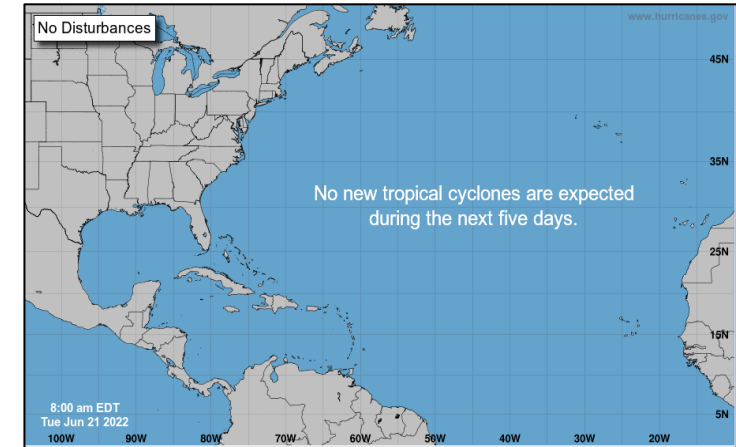 No Disturbances
www.hurricanes.gov
45N
35N
No new tropical cyclones are expected
during the next five days.
25N
15N
8:00 am EDT
Tue Jun 21 2022
5N
100W 90W 80W 70W 60W 50W 40W 30W 20W